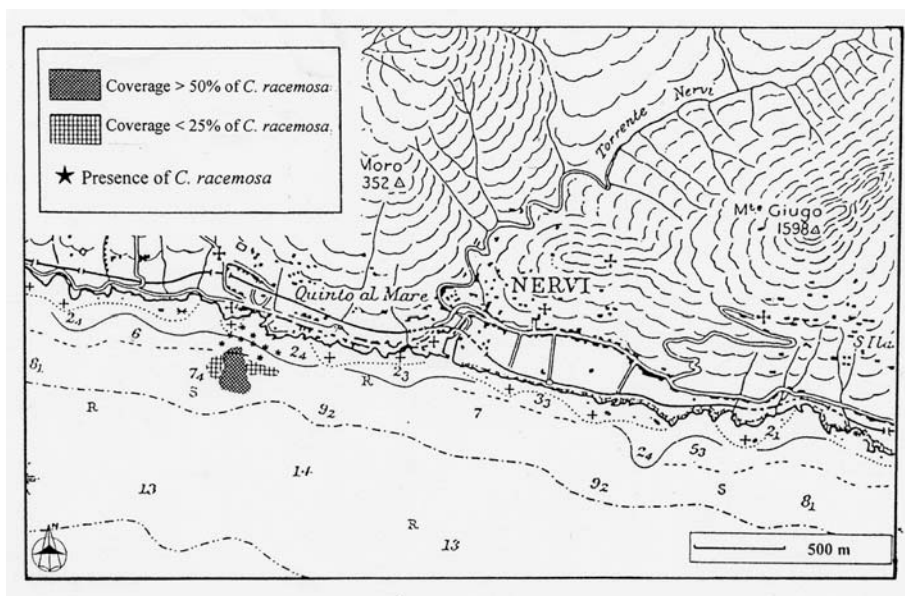 Coverage > 50% of C. racemosa
Coverage < 25% of C. racemosa
★ Presence of C. racemosa
Moro
352 △
Torrente Nervi
Mte Giugo
1598 △
Quinto al Mare
NERVI
S Ila
2₄
6
8₁
7₄
S
2₄
R
2₃
R
9₂
7
3₃
2₄
5₃
2₁
14
9₂
S
8₁
13
R
13
N
500 m